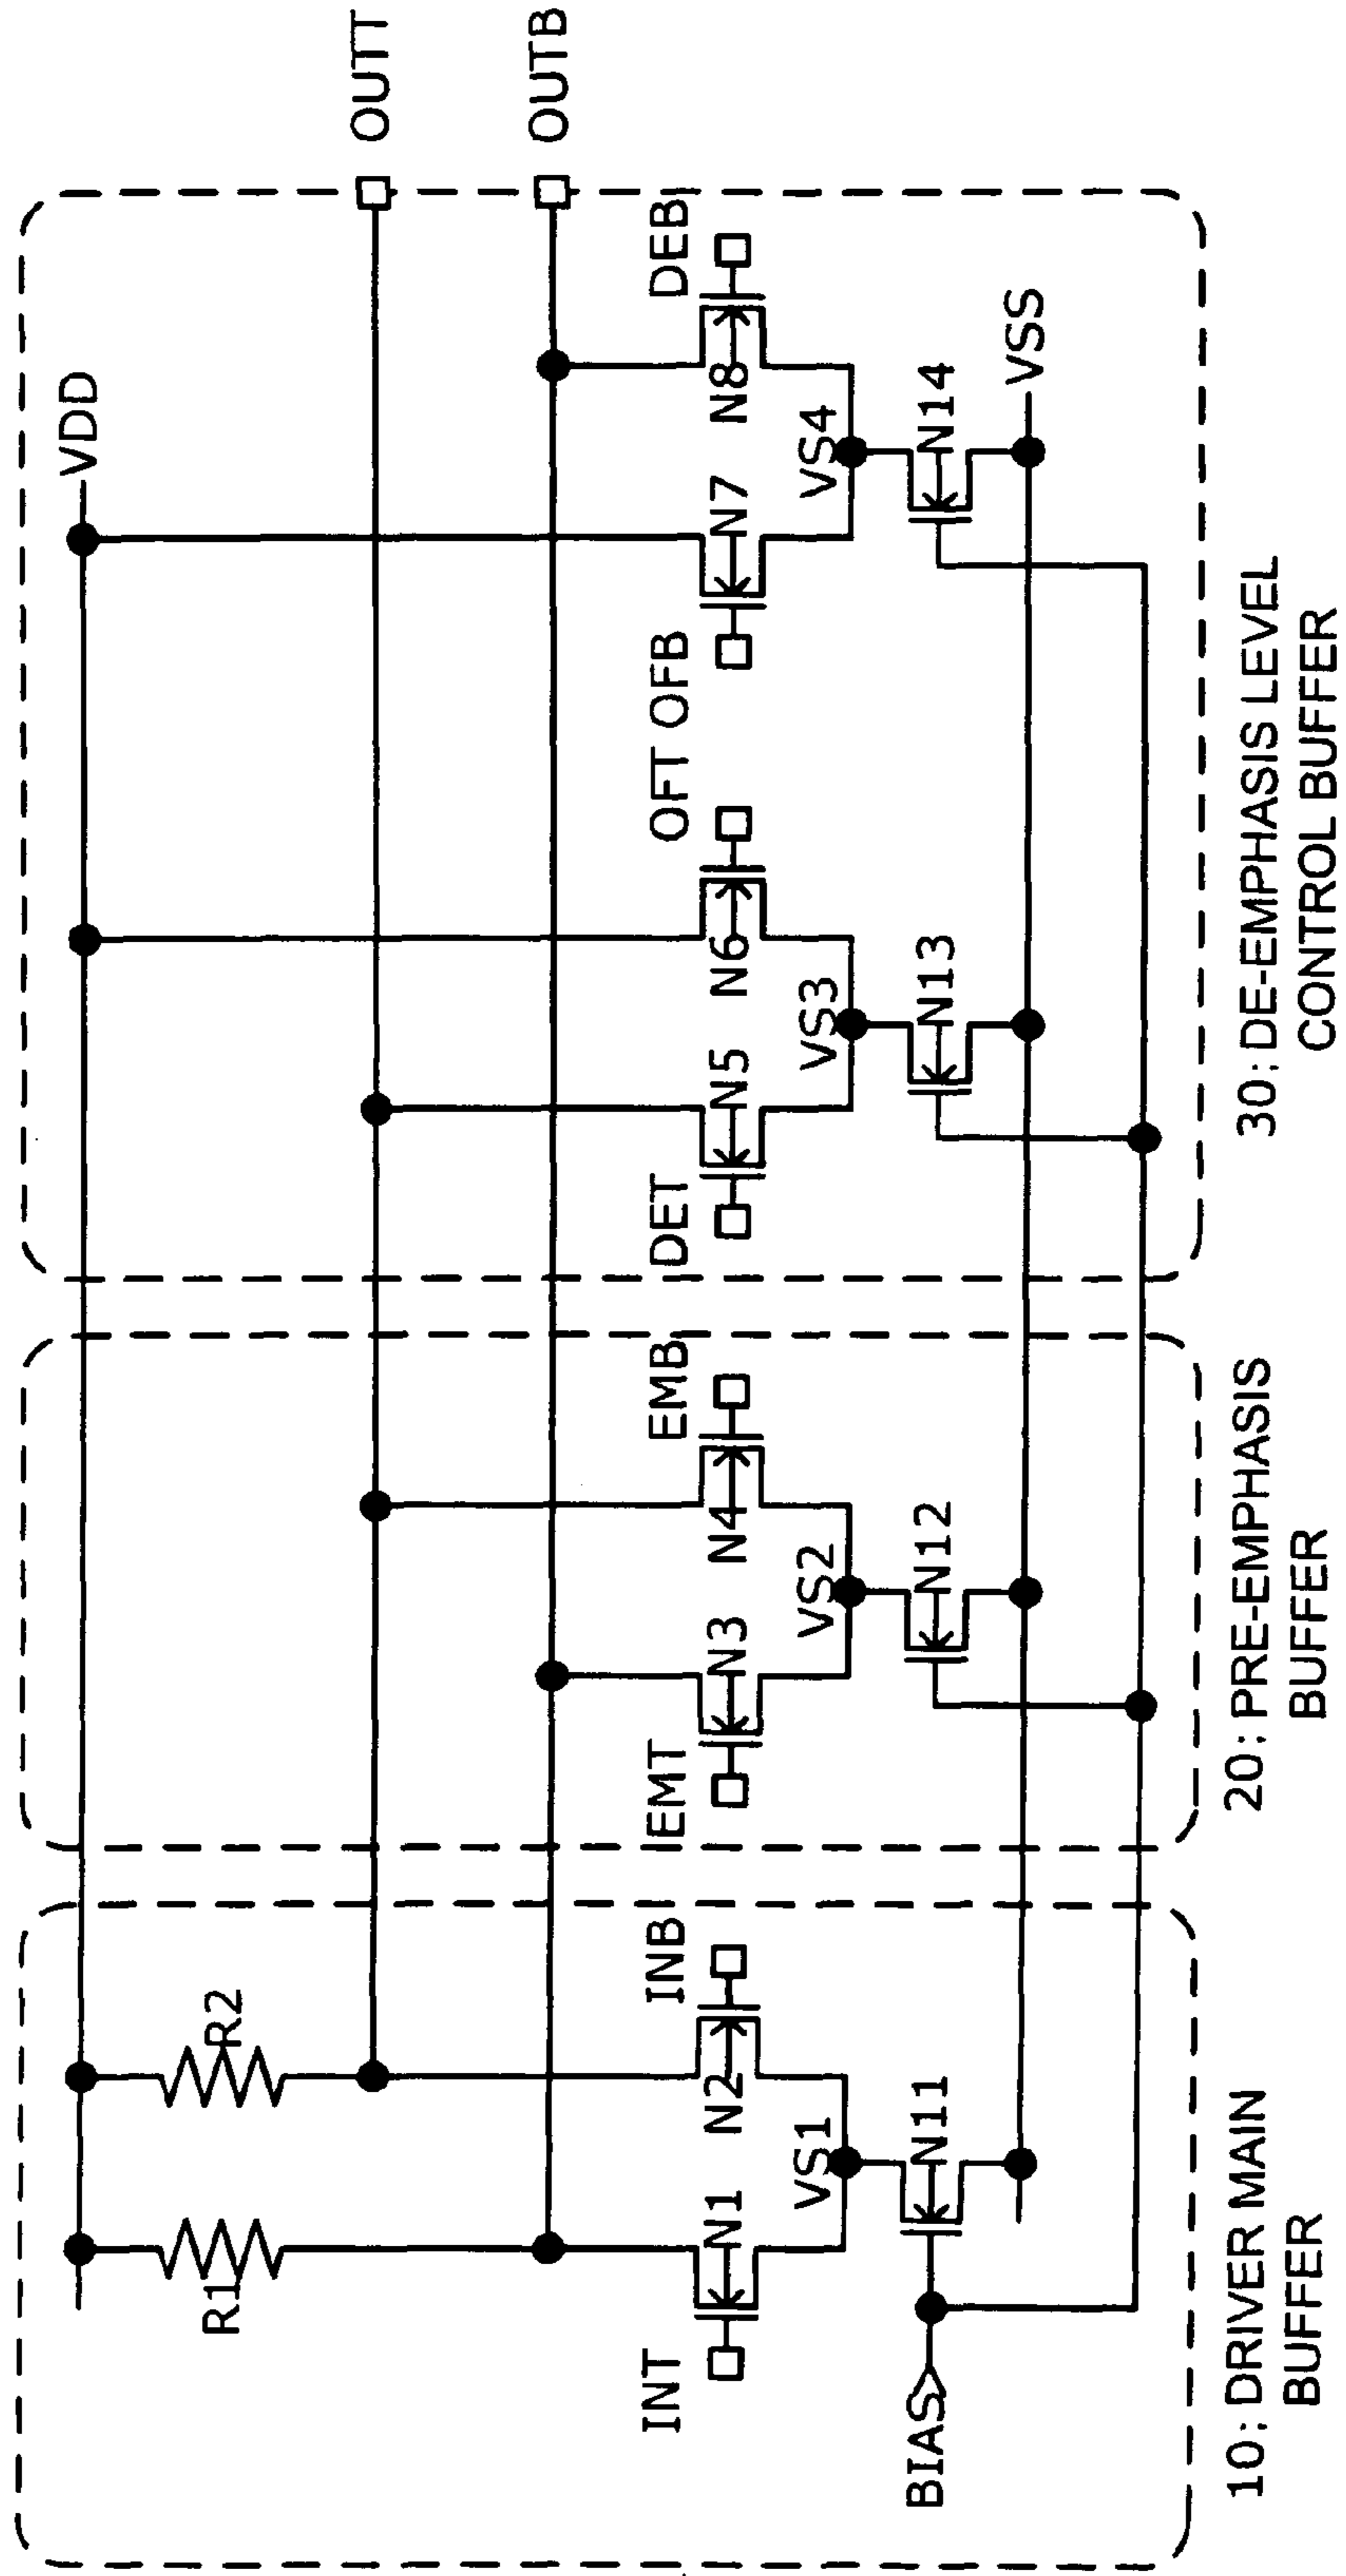 VDD
OUTT
OUTB
R1
R2
INT
N1
N2
INB
EMT
N3
N4
EMB
DET
N5
N6
OFT OFB
N7
N8
DEB
VS1
VS2
VS3
VS4
BIAS
N11
N12
N13
N14
VSS
10: DRIVER MAIN
BUFFER
20: PRE-EMPHASIS
BUFFER
30: DE-EMPHASIS LEVEL
CONTROL BUFFER